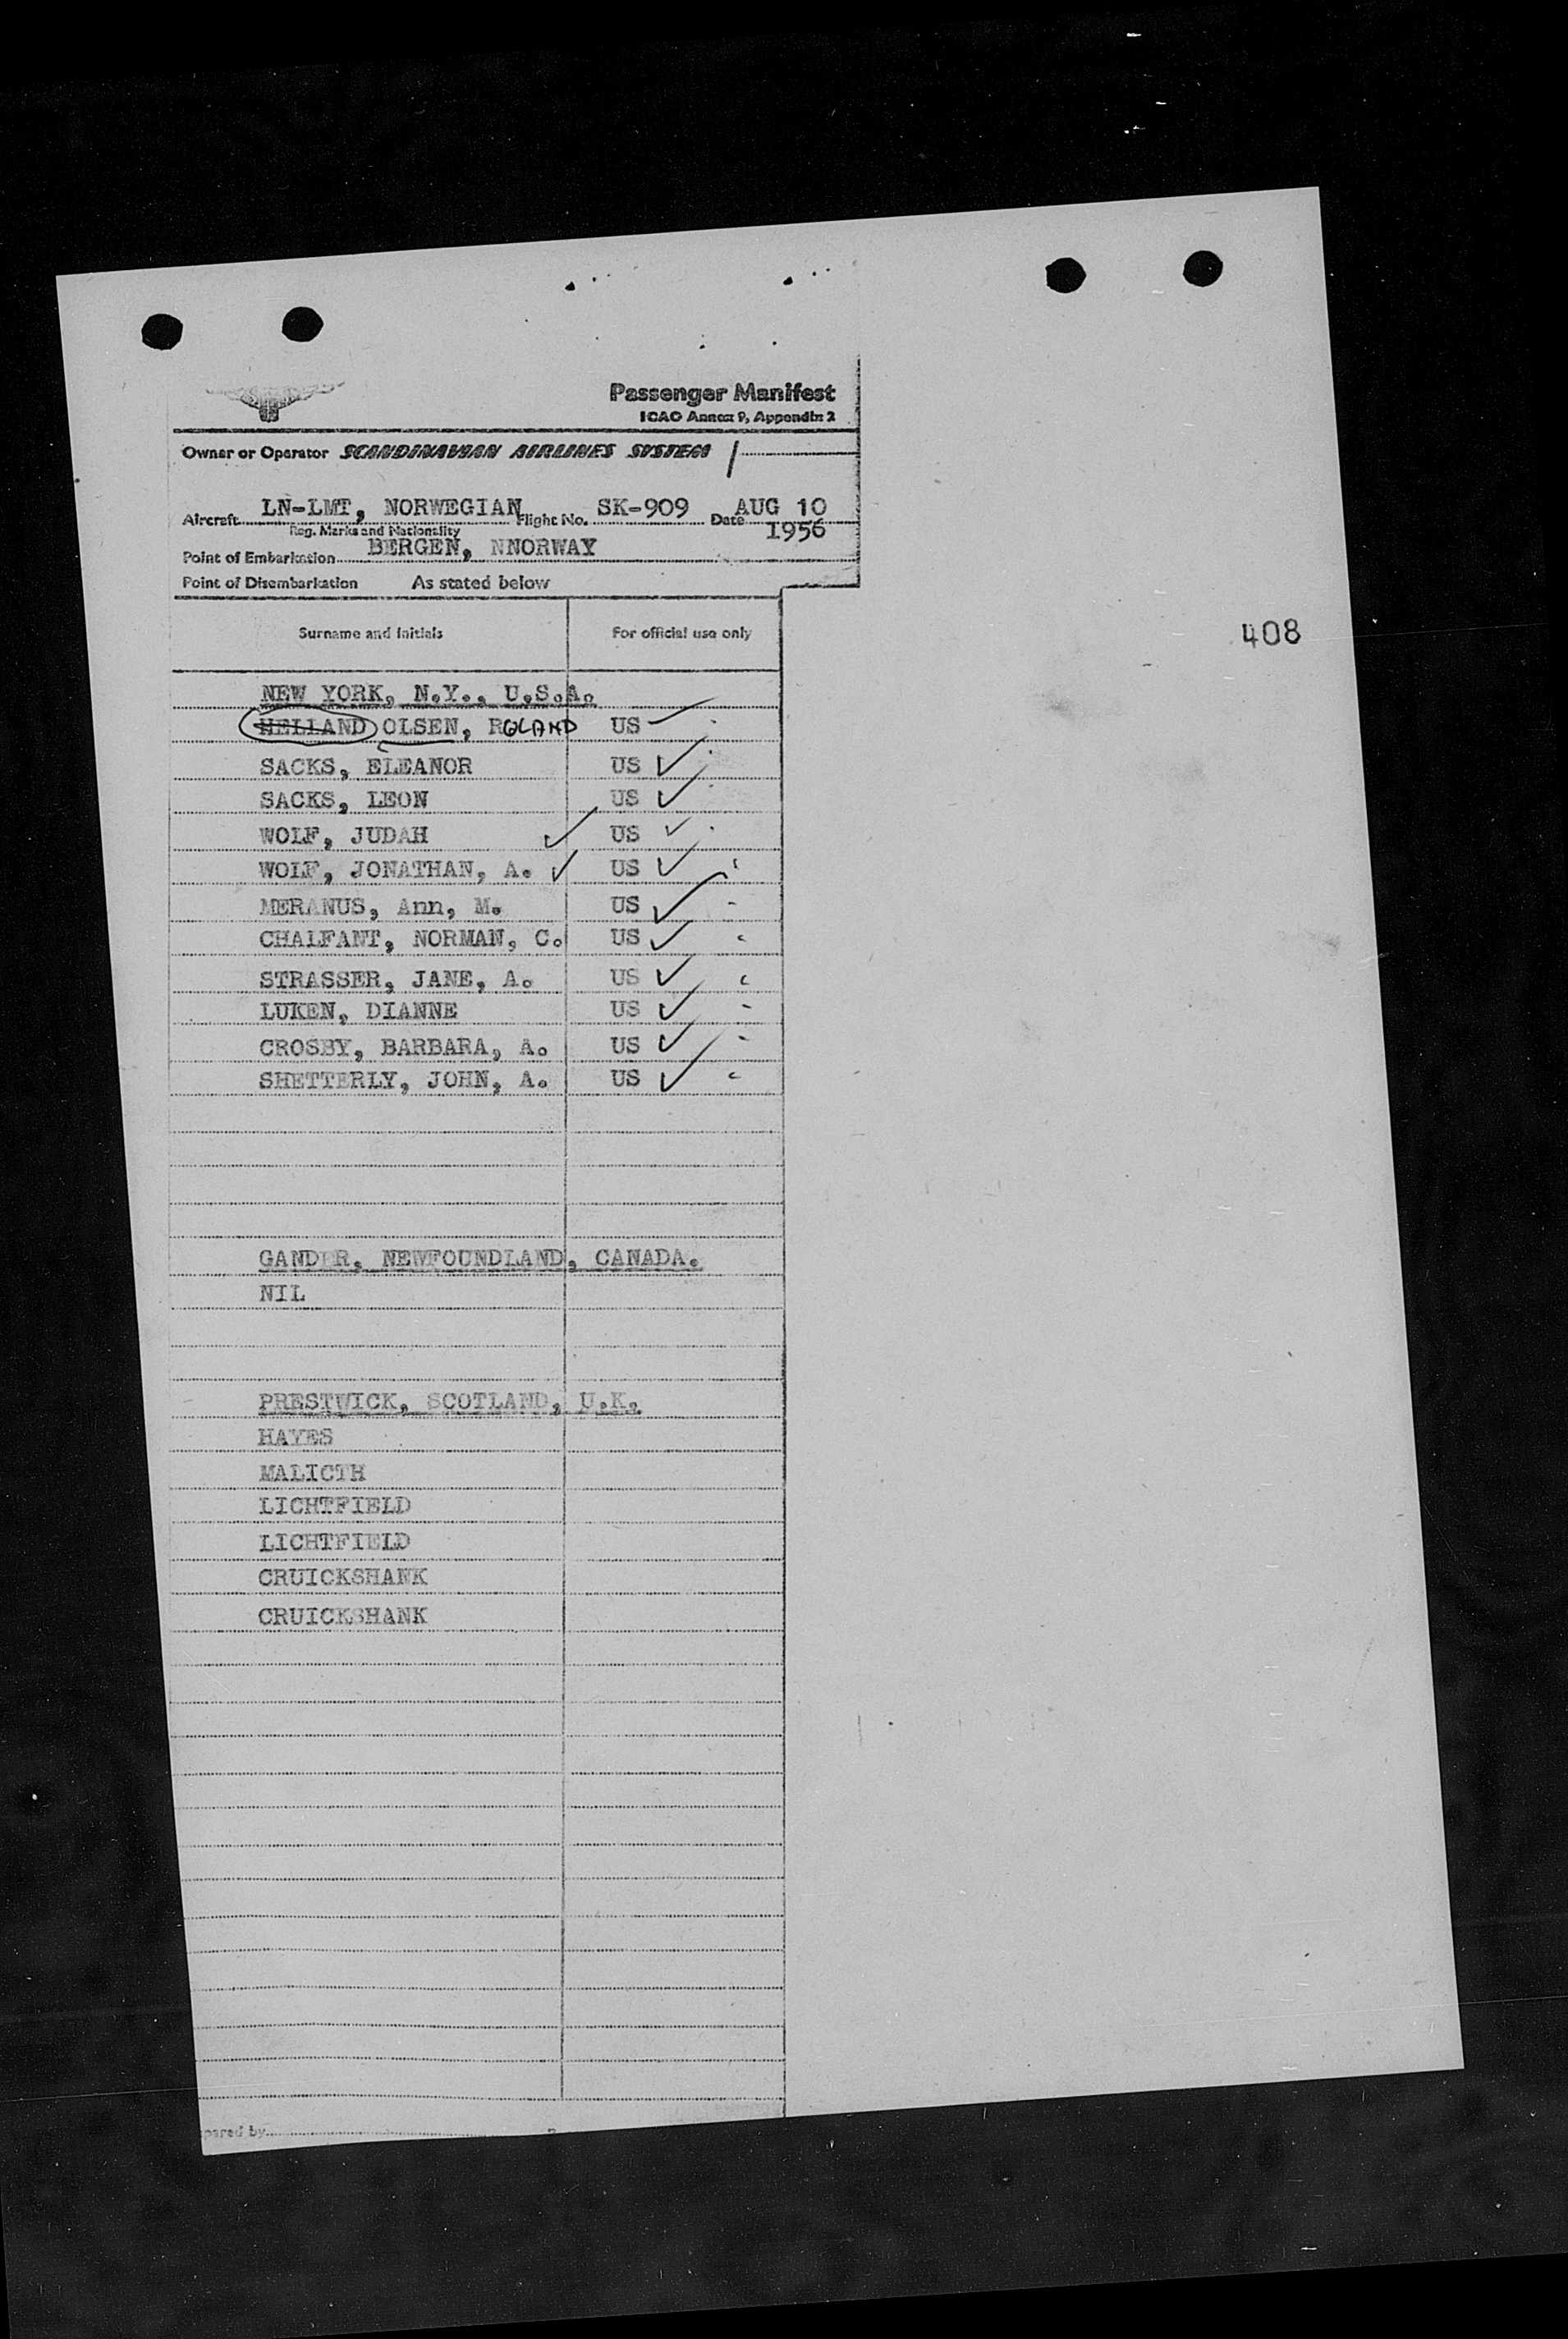 Passenger Manifest
ICAO Annex 9, Appendix 2
Owner or Operator SCANDINAVIAN AIRLINES SYSTEM
Aircraft LN-LMT, NORWEGIAN Flight No. SK-909 Date AUG 10
Reg. Marks and Nationality 1956
Point of Embarkation BERGEN, NNORWAY
Point of Disembarkation As stated below
Surname and Initials For official use only
408
NEW YORK, N.Y., U.S.A.
HELLAND OLSEN, ROLAND US
SACKS, ELEANOR US
SACKS, LEON US
WOLF, JUDAH US
WOLF, JONATHAN, A. US
MERANUS, Ann, M. US
CHALFANT, NORMAN, C. US
STRASSER, JANE, A. US
LUKEN, DIANNE US
CROSBY, BARBARA, A. US
SHETTERLY, JOHN, A. US
GANDER, NEWFOUNDLAND, CANADA.
NIL
PRESTWICK, SCOTLAND, U.K.
HAYES
MALICTH
LICHTFIELD
LICHTFIELD
CRUICKSHANK
CRUICKSHANK
pared by